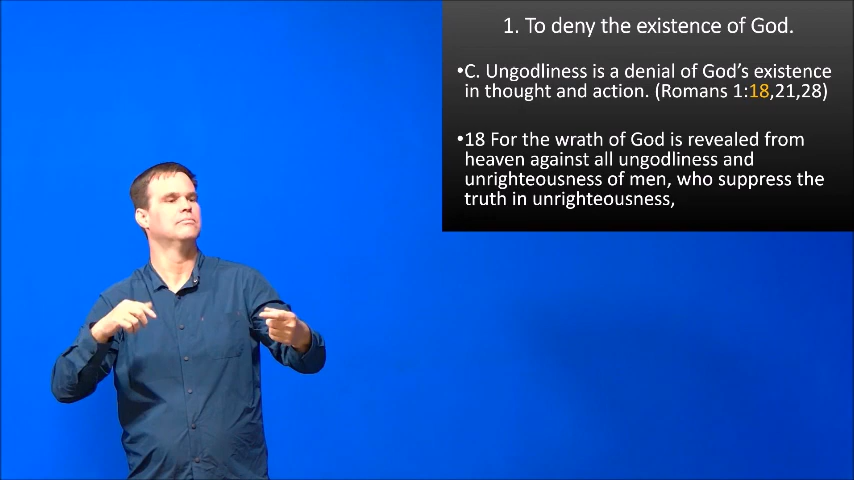 1. To deny the existence of God.
•C. Ungodliness is a denial of God’s existence
in thought and action. (Romans 1:18,21,28)
•18 For the wrath of God is revealed from
heaven against all ungodliness and
unrighteousness of men, who suppress the
truth in unrighteousness,